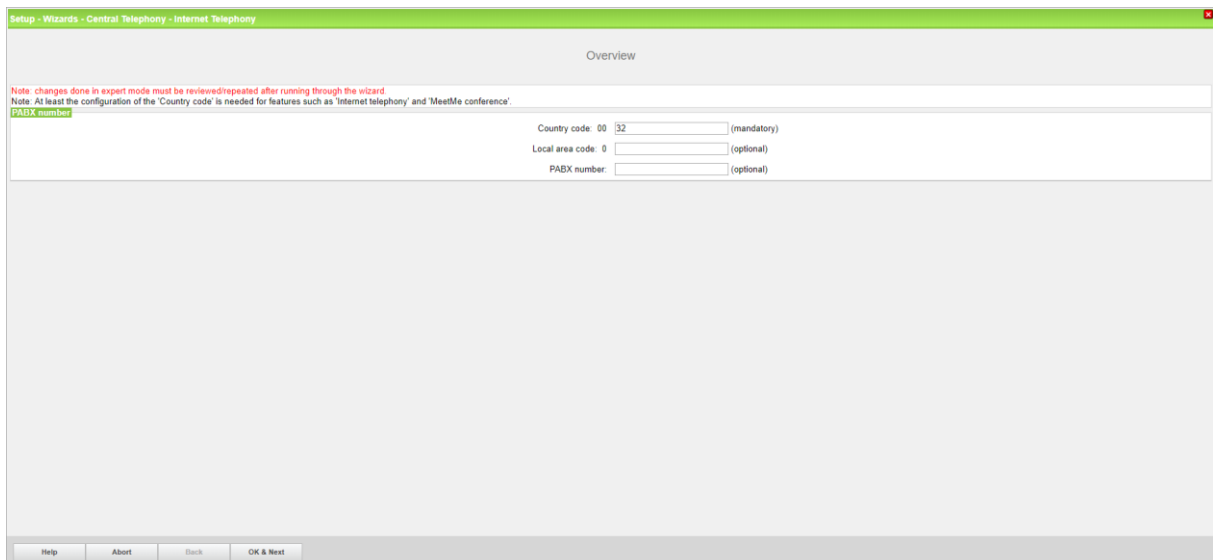 Setup - Wizards - Central Telephony - Internet Telephony
Overview
Note: changes done in expert mode must be reviewed/repeated after running through the wizard
Note: At least the configuration of the 'Country code' is needed for features such as 'Internet telephony' and 'MeetMe conference'.
PABX number
Country code: 00 32 (mandatory)
Local area code: 0 (optional)
PABX number: (optional)
Help Abort Back OK & Next